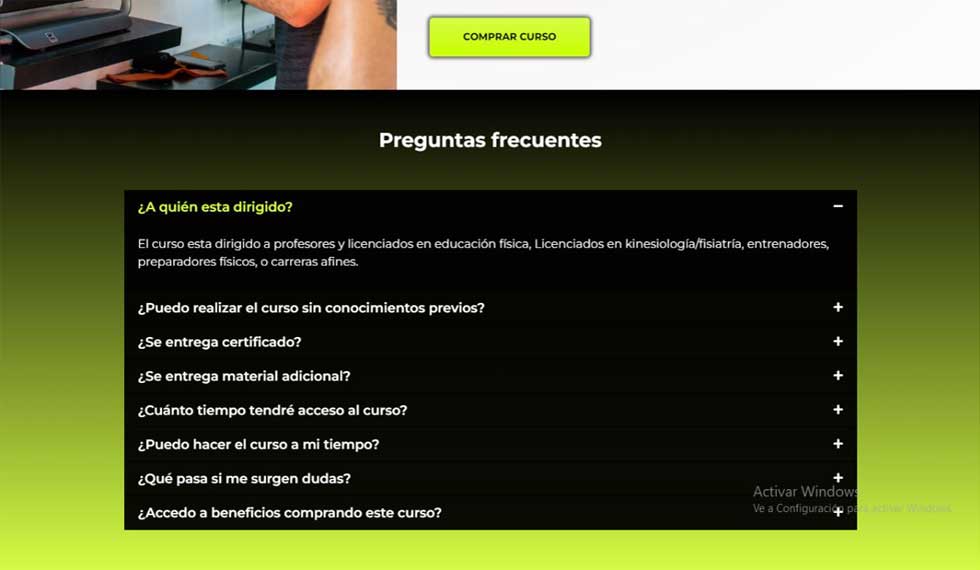 COMPRAR CURSO
Preguntas frecuentes
¿A quién esta dirigido?
El curso esta dirigido a profesores y licenciados en educación física, Licenciados en kinesiología/fisiatría, entrenadores,
preparadores físicos, o carreras afines.
¿Puedo realizar el curso sin conocimientos previos?
¿Se entrega certificado?
¿Se entrega material adicional?
¿Cuánto tiempo tendré acceso al curso?
¿Puedo hacer el curso a mi tiempo?
¿Qué pasa si me surgen dudas?
¿Accedo a beneficios comprando este curso?
Activar Windows
Ve a Configuración para activar Windows.